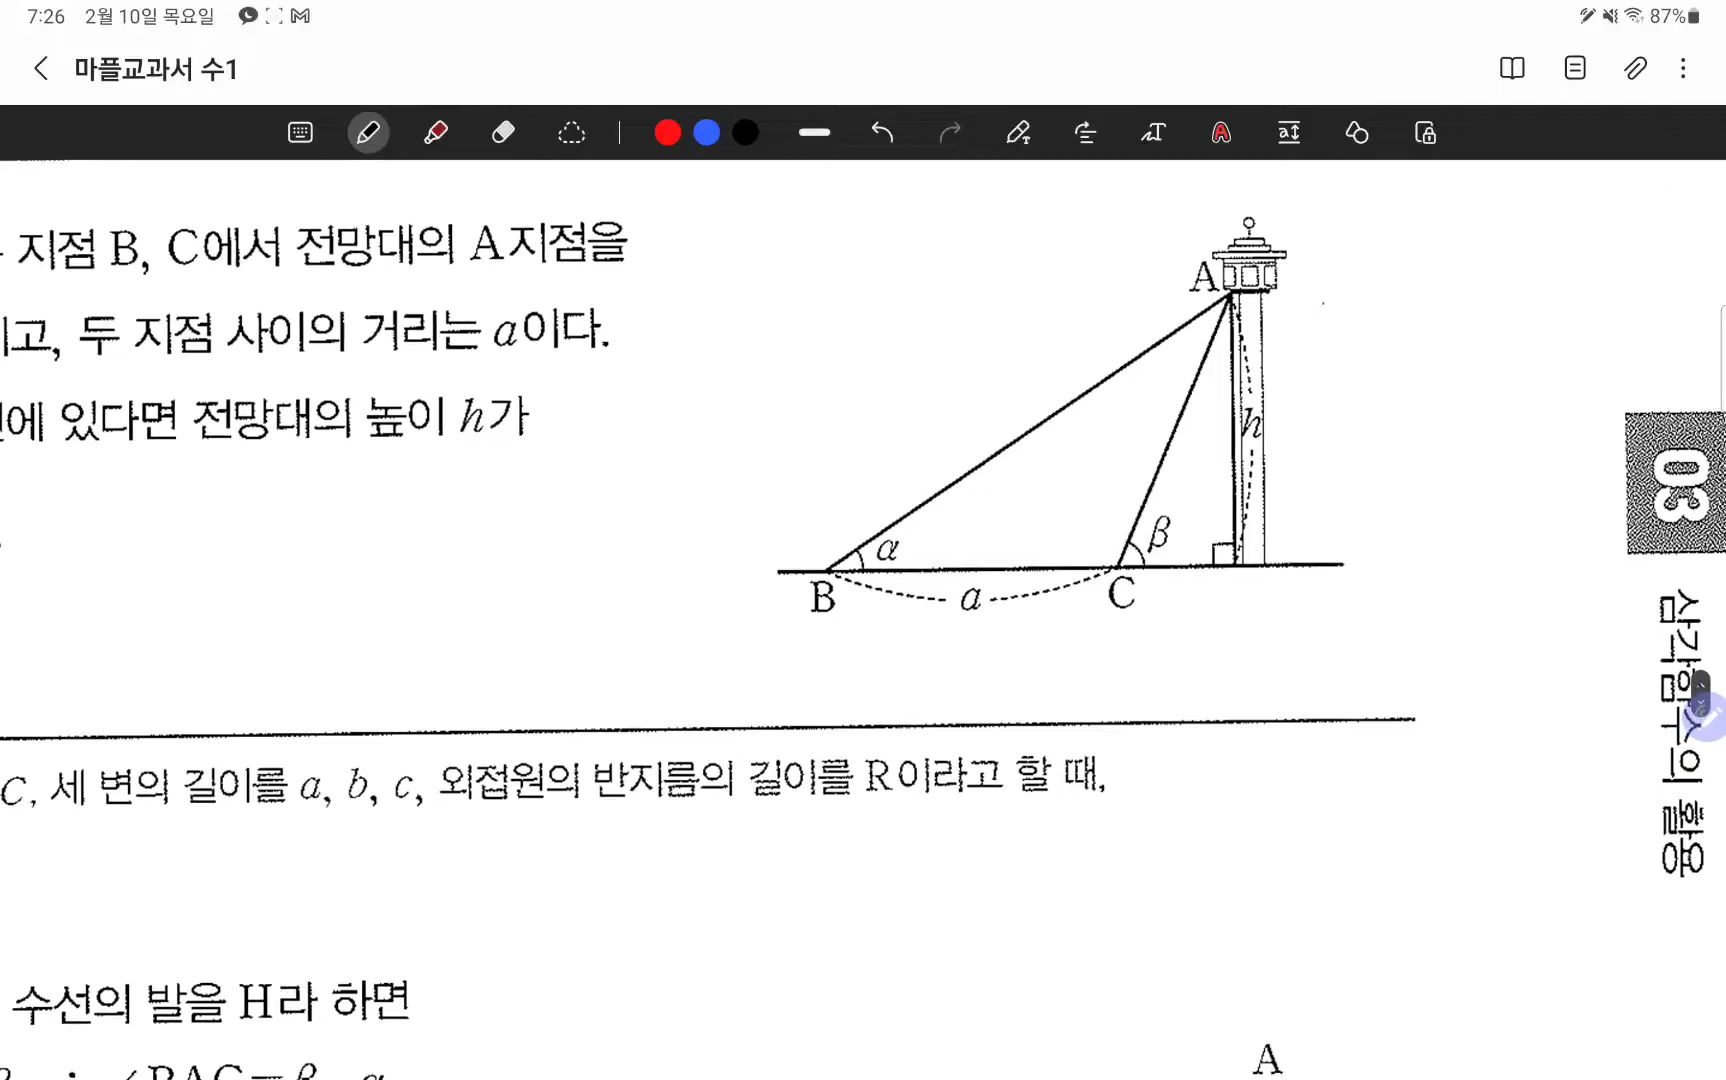 7:26 2월 10일 목요일
87%
마플교과서 수1
지점 B, C에서 전망대의 A지점을
이고, 두 지점 사이의 거리는 a이다.
에 있다면 전망대의 높이 h가
A
h
α
β
B
a
C
03
삼각함수의 활용
C, 세 변의 길이를 a, b, c, 외접원의 반지름의 길이를 R이라고 할 때,
수선의 발을 H라 하면
∠BAC=β-α
A